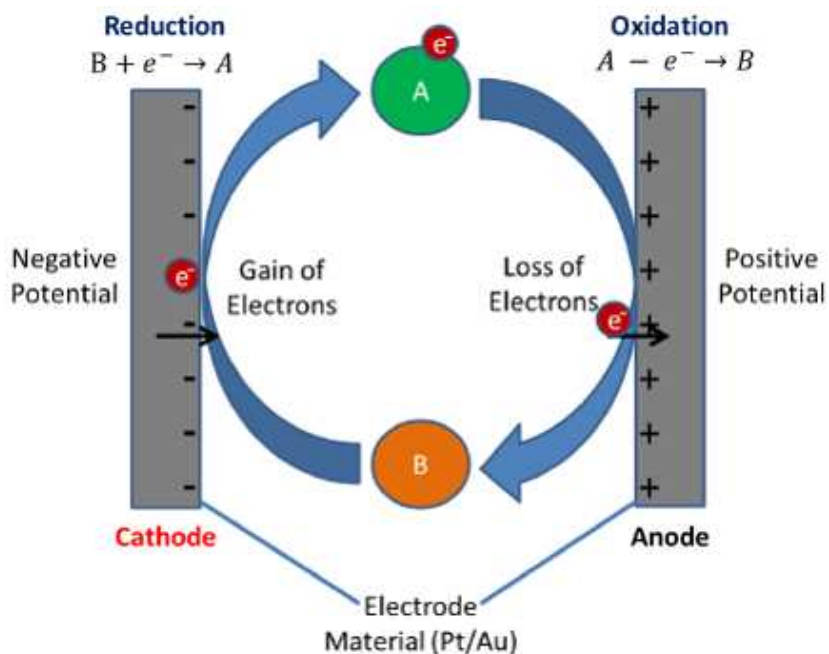 Reduction
B + e⁻ → A
Oxidation
A − e⁻ → B
e⁻
A
- - - - - - - -
+ + + + + + + +
Negative
Potential
e⁻
Gain of
Electrons
Loss of
Electrons
e⁻
Positive
Potential
B
Cathode
Anode
Electrode
Material (Pt/Au)